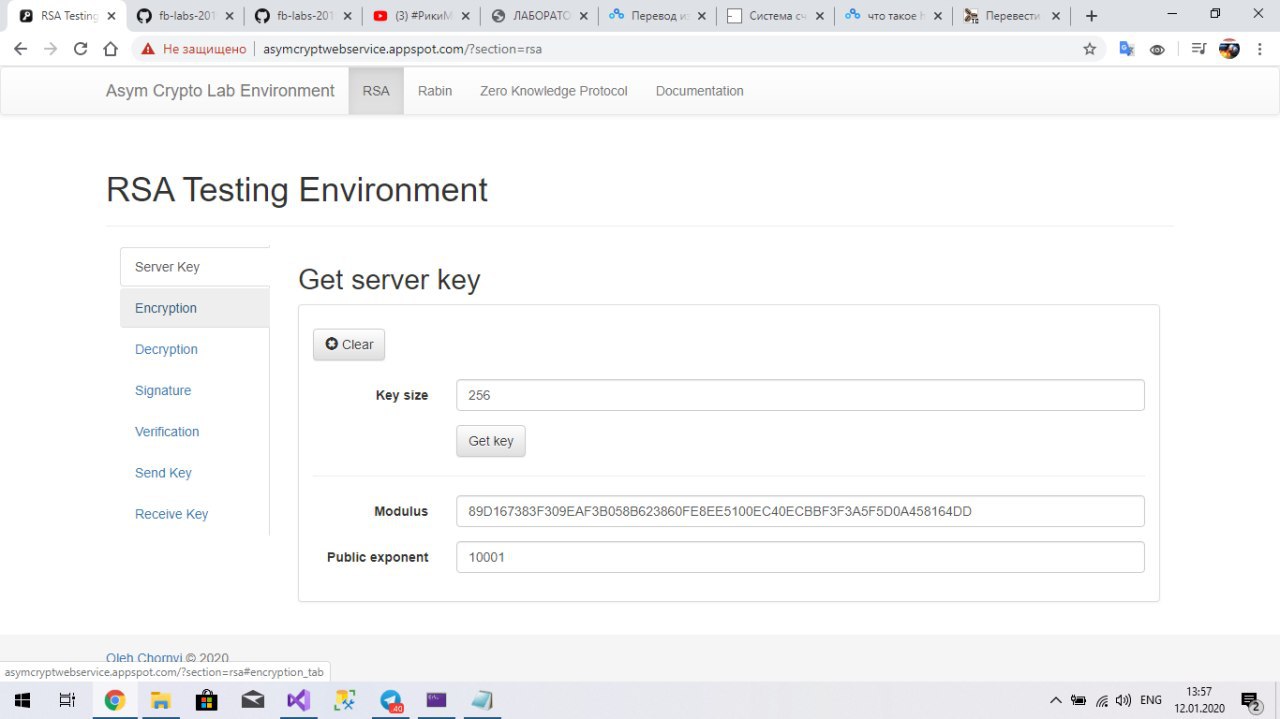 RSA Testing
fb-labs-201
fb-labs-201
(3) #РикиМ
ЛАБОРАТО
Перевод из
Система с
что такое
Перевести
Не защищено | asymcryptwebservice.appspot.com/?section=rsa
Asym Crypto Lab Environment RSA Rabin Zero Knowledge Protocol Documentation
RSA Testing Environment
Server Key
Encryption
Decryption
Signature
Verification
Send Key
Receive Key
Get server key
Clear
Key size 256
Get key
Modulus 89D167383F309EAF3B058B623860FE8EE5100EC40ECBBF3F3A5F5D0A458164DD
Public exponent 10001
Oleh Chornyi © 2020
asymcryptwebservice.appspot.com/?section=rsa#encryption_tab
40
ENG
13:57
12.01.2020
2